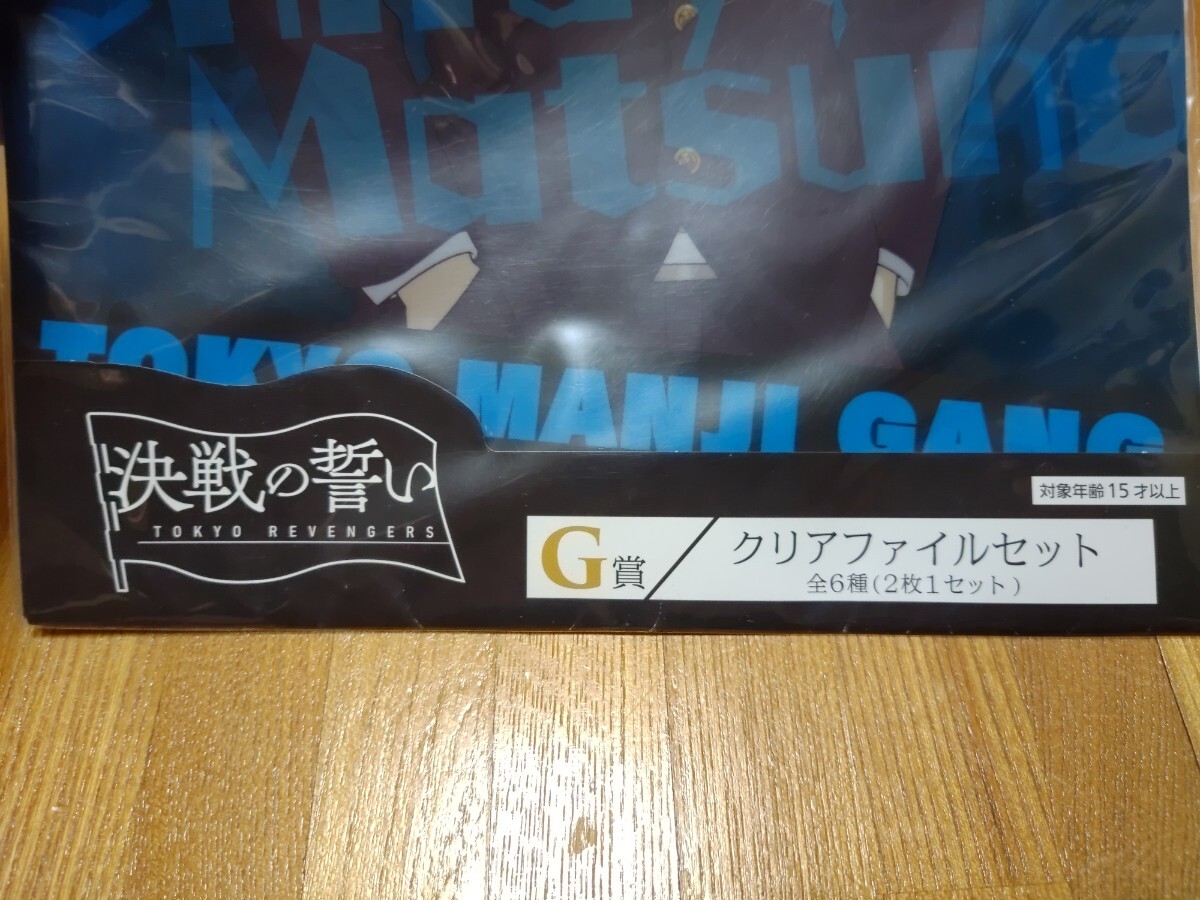 Matsuno
TOKYO MANJI GANG
決戦の誓い
TOKYO REVENGERS
対象年齢15才以上
G賞
クリアファイルセット
全6種(2枚1セット)